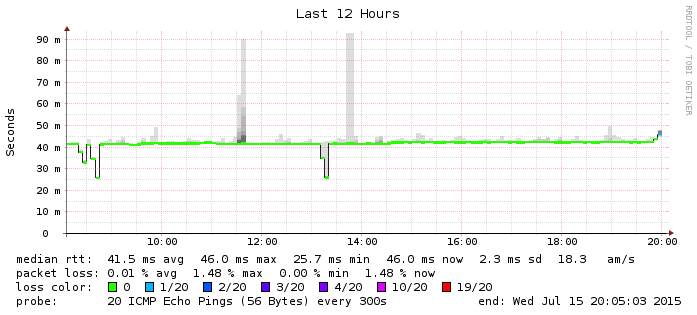 Last 12 Hours
RRDTOOL / TOBI OETIKER
Seconds
90 m
80 m
70 m
60 m
50 m
40 m
30 m
20 m
10 m
0
10:00 12:00 14:00 16:00 18:00 20:00
median rtt: 41.5 ms avg 46.0 ms max 25.7 ms min 46.0 ms now 2.3 ms sd 18.3 am/s
packet loss: 0.01 % avg 1.48 % max 0.00 % min 1.48 % now
loss color: 0 1/20 2/20 3/20 4/20 10/20 19/20
probe: 20 ICMP Echo Pings (56 Bytes) every 300s end: Wed Jul 15 20:05:03 2015